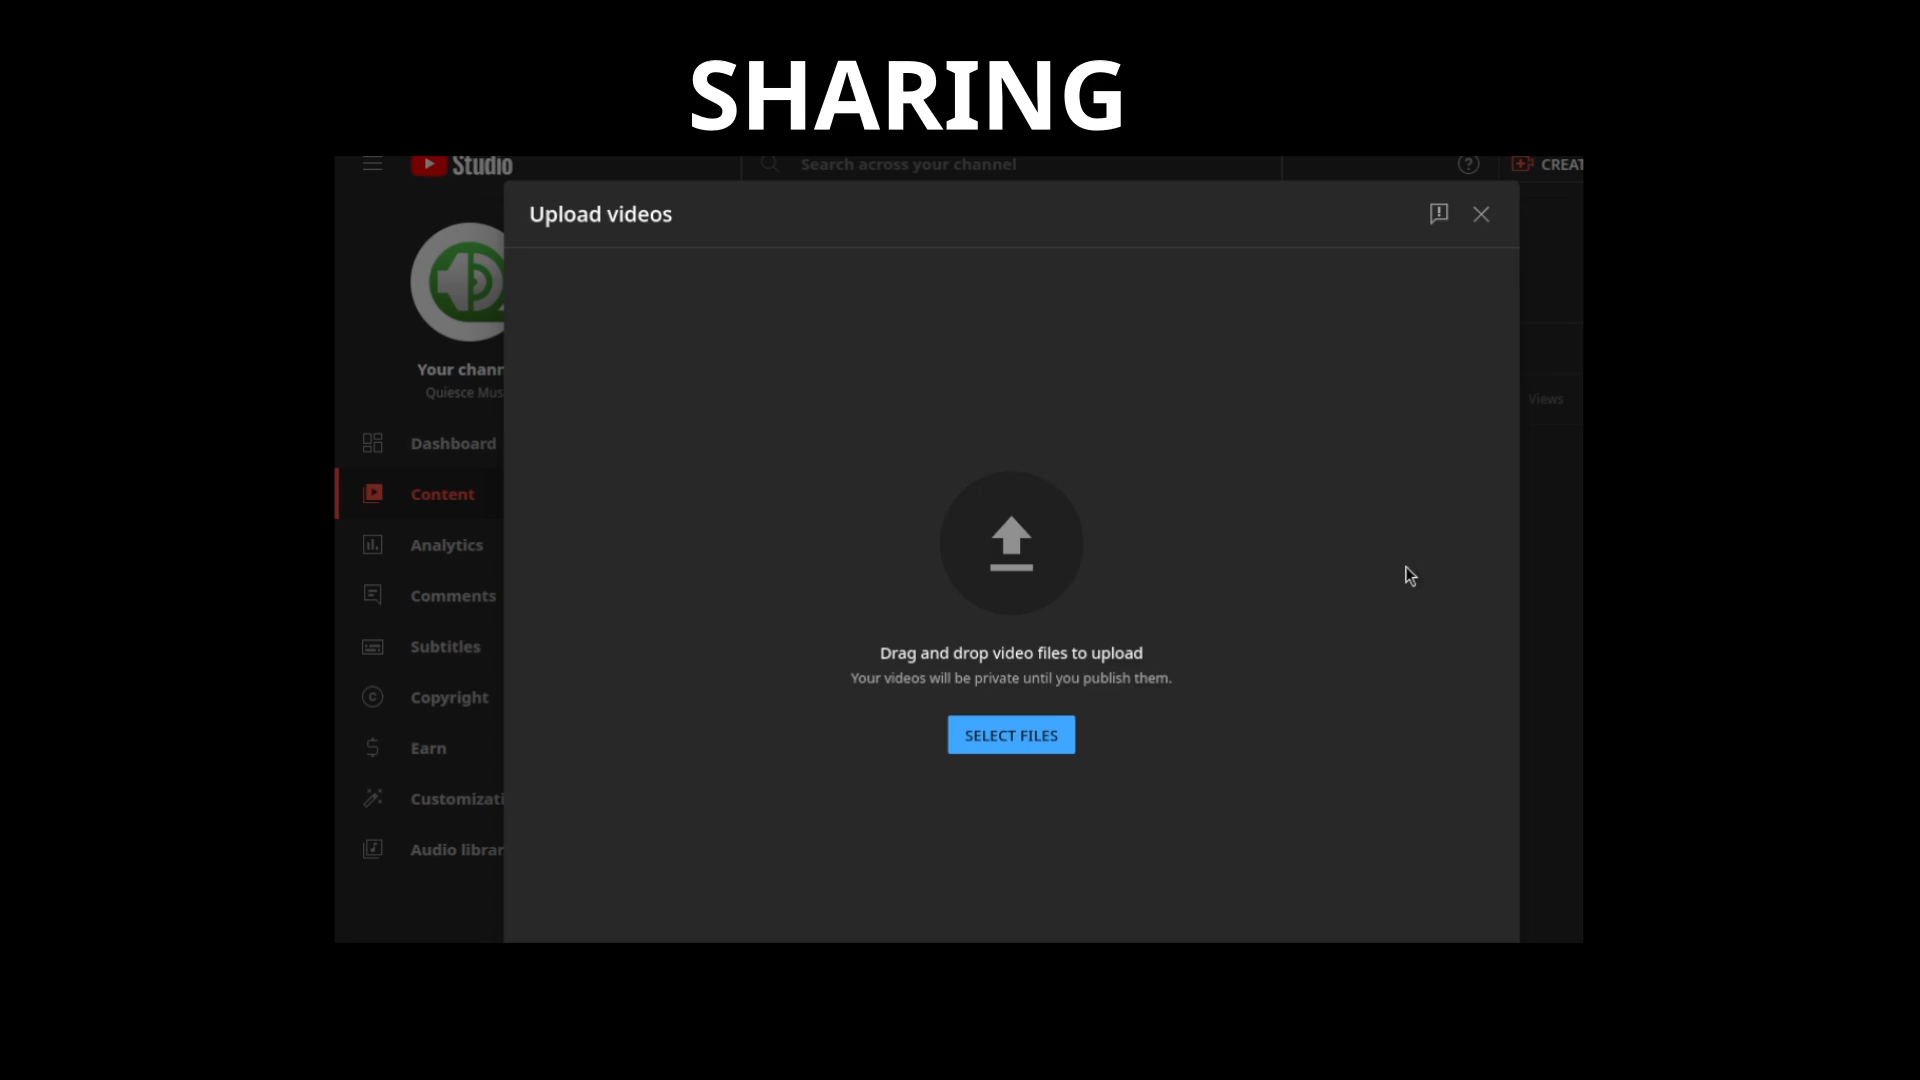 SHARING
Studio
Search across your channel
CREAT
Upload videos
Your chann
Quiesce Mus
Views
Dashboard
Content
Analytics
Comments
Subtitles
Copyright
Earn
Customizati
Audio librar
Drag and drop video files to upload
Your videos will be private until you publish them.
SELECT FILES